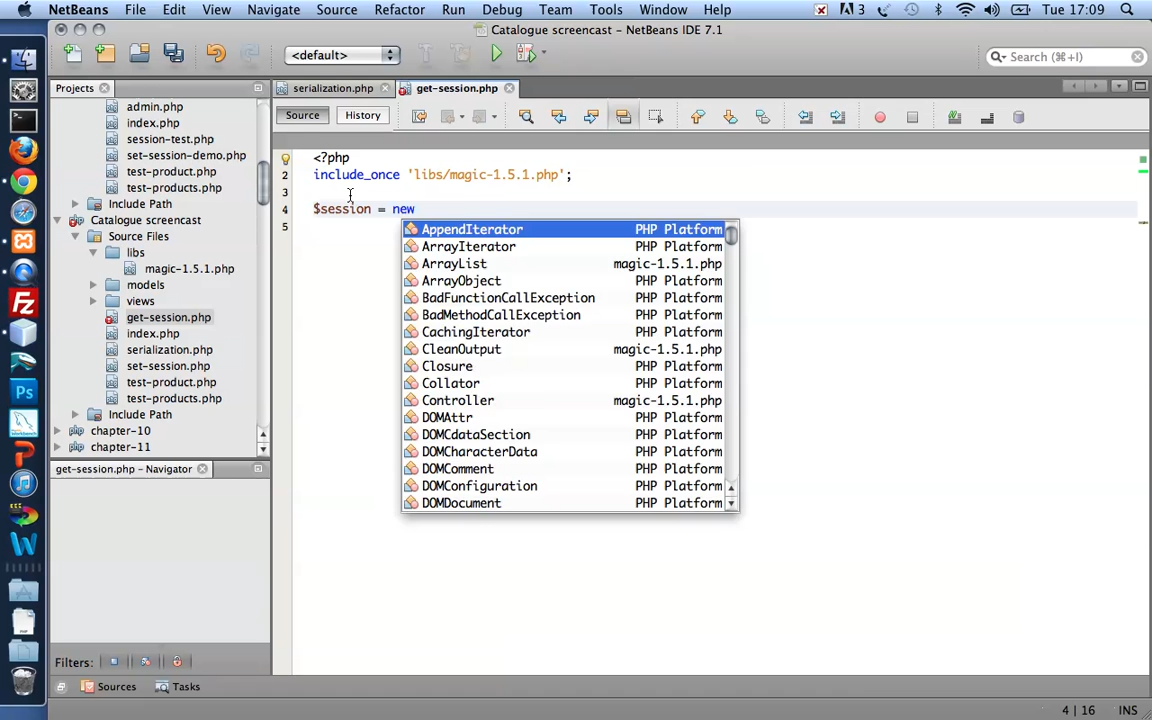 NetBeans File Edit View Navigate Source Refactor Run Debug Team Tools Window Help 3 Tue 17:09
Catalogue screencast - NetBeans IDE 7.1
<default>
Search (⌘+I)
Projects
serialization.php
get-session.php
Source History
admin.php
index.php
session-test.php
set-session-demo.php
test-product.php
test-products.php
Include Path
Catalogue screencast
Source Files
libs
magic-1.5.1.php
models
views
get-session.php
index.php
serialization.php
set-session.php
test-product.php
test-products.php
Include Path
chapter-10
chapter-11
1 <?php
2 include_once 'libs/magic-1.5.1.php';
3
4 $session = new
5
AppendIterator PHP Platform
ArrayIterator PHP Platform
ArrayList magic-1.5.1.php
ArrayObject PHP Platform
BadFunctionCallException PHP Platform
BadMethodCallException PHP Platform
CachingIterator PHP Platform
CleanOutput magic-1.5.1.php
Closure PHP Platform
Collator PHP Platform
Controller magic-1.5.1.php
DOMAttr PHP Platform
DOMCdataSection PHP Platform
DOMCharacterData PHP Platform
DOMComment PHP Platform
DOMConfiguration PHP Platform
DOMDocument PHP Platform
get-session.php - Navigator
Filters:
Sources Tasks
4 | 16 INS